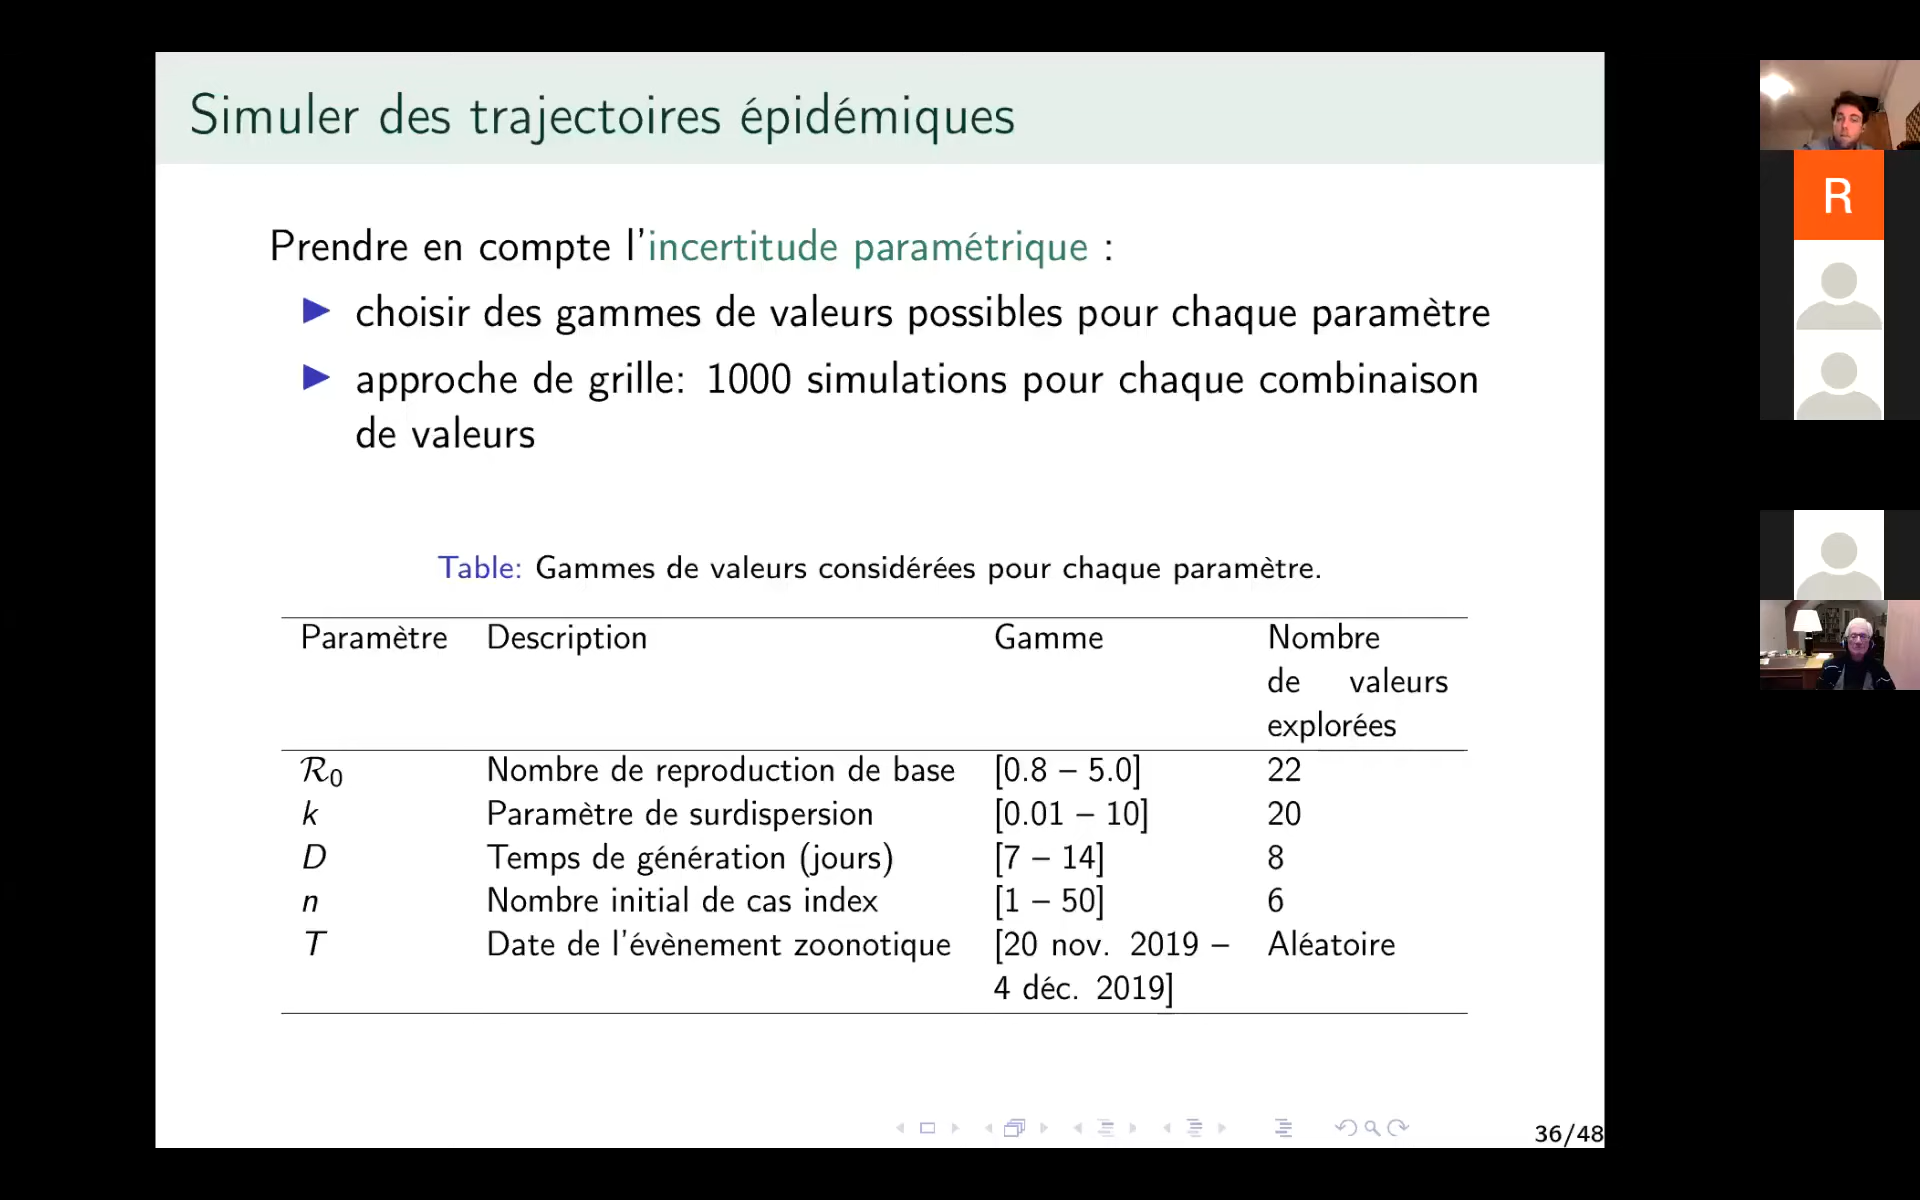 Simuler des trajectoires épidémiques
Prendre en compte l'incertitude paramétrique :
choisir des gammes de valeurs possibles pour chaque paramètre
approche de grille: 1000 simulations pour chaque combinaison
de valeurs
Table: Gammes de valeurs considérées pour chaque paramètre.
Paramètre Description Gamme Nombre
de valeurs
explorées
R₀ Nombre de reproduction de base [0.8 – 5.0] 22
k Paramètre de surdispersion [0.01 – 10] 20
D Temps de génération (jours) [7 – 14] 8
n Nombre initial de cas index [1 – 50] 6
T Date de l'évènement zoonotique [20 nov. 2019 – Aléatoire
4 déc. 2019]
36/48
R